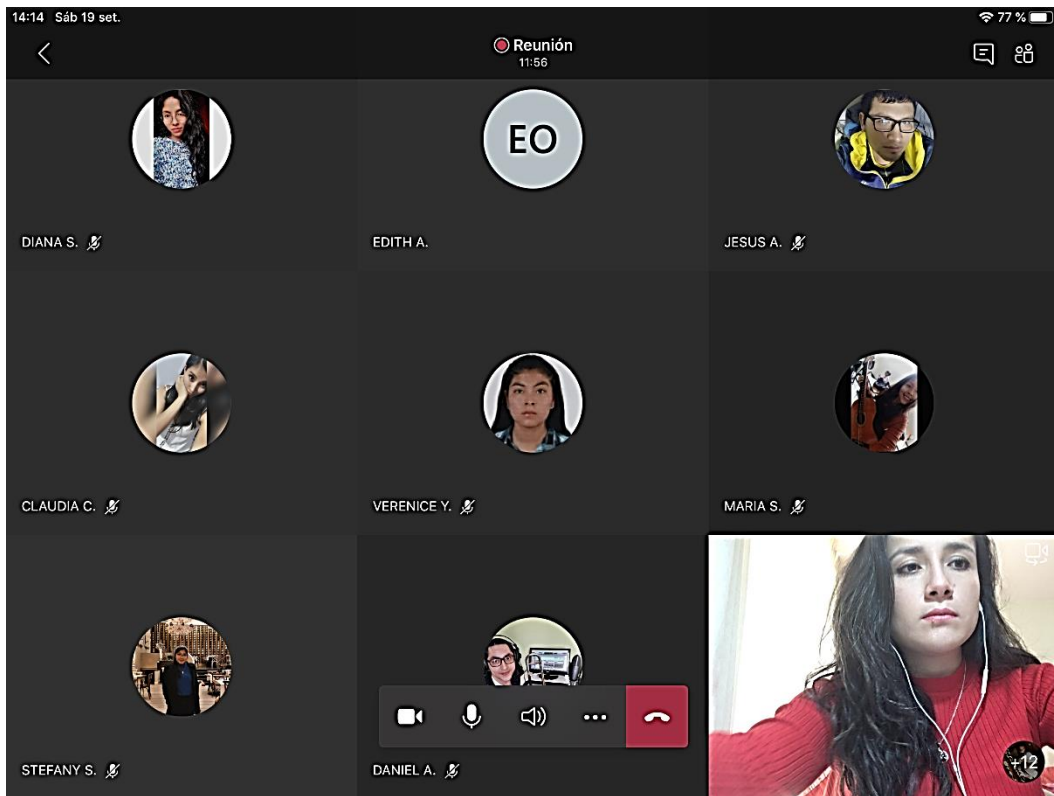 14:14 Sáb 19 set.
77 %
Reunión
11:56
EO
DIANA S.
EDITH A.
JESUS A.
CLAUDIA C.
VERENICE Y.
MARIA S.
STEFANY S.
DANIEL A.
+12